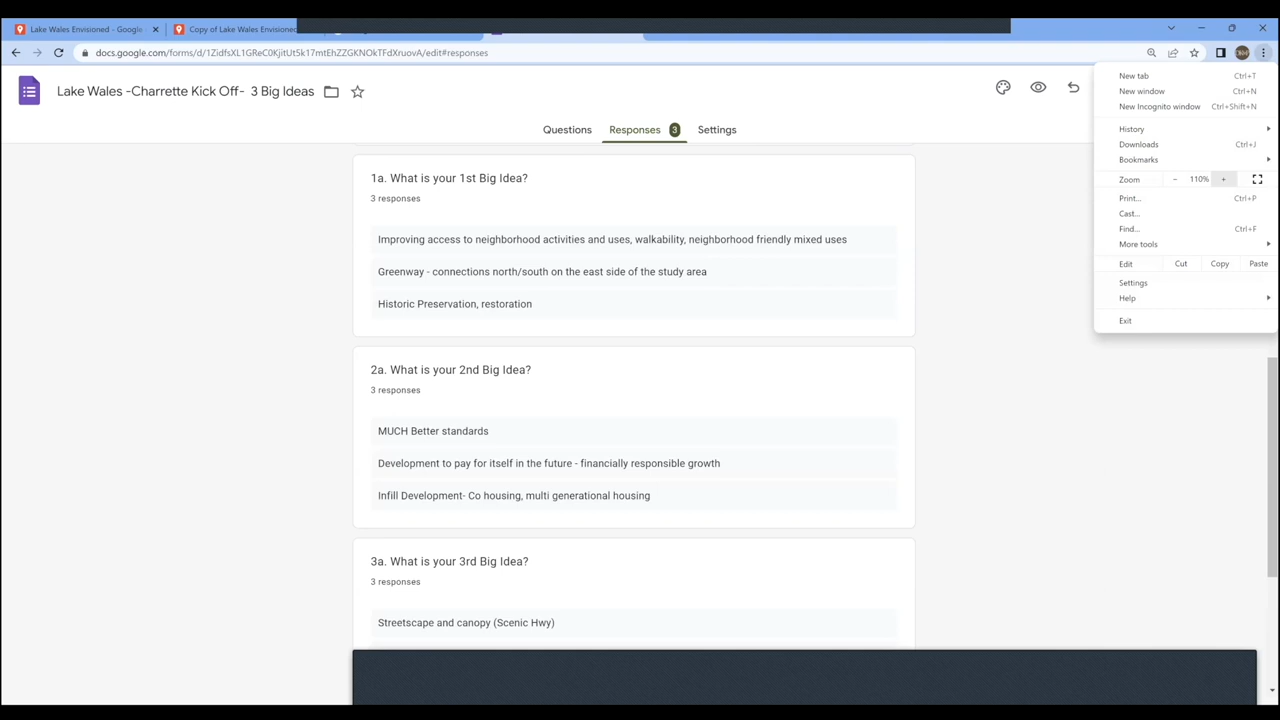 Lake Wales Envisioned - Google
Copy of Lake Wales Envisioned
docs.google.com/forms/d/1ZidfsXL1GReC0KjitUt5k17mtEhZZGKNOkTFdXruovA/edit#responses
Lake Wales -Charrette Kick Off- 3 Big Ideas
Questions
Responses 3
Settings
1a. What is your 1st Big Idea?
3 responses
Improving access to neighborhood activities and uses, walkability, neighborhood friendly mixed uses
Greenway - connections north/south on the east side of the study area
Historic Preservation, restoration
2a. What is your 2nd Big Idea?
3 responses
MUCH Better standards
Development to pay for itself in the future - financially responsible growth
Infill Development- Co housing, multi generational housing
3a. What is your 3rd Big Idea?
3 responses
Streetscape and canopy (Scenic Hwy)
New tab Ctrl+T
New window Ctrl+N
New Incognito window Ctrl+Shift+N
History
Downloads Ctrl+J
Bookmarks
Zoom - 110% +
Print... Ctrl+P
Cast...
Find... Ctrl+F
More tools
Edit Cut Copy Paste
Settings
Help
Exit